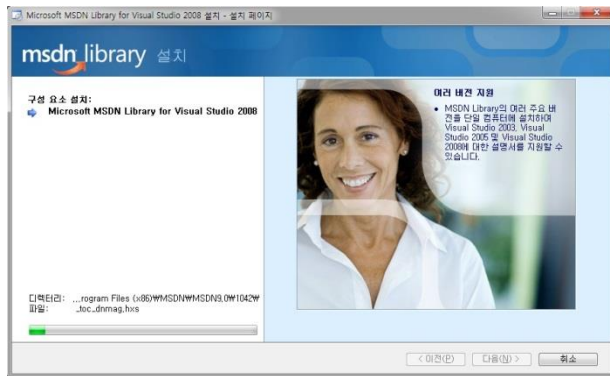 Microsoft MSDN Library for Visual Studio 2008 설치 - 설치 페이지
msdn library 설치
구성 요소 설치:
Microsoft MSDN Library for Visual Studio 2008
여러 버전 지원
• MSDN Library의 여러 주요 버
전을 단일 컴퓨터에 설치하여
Visual Studio 2003, Visual
Studio 2005 및 Visual Studio
2008에 대한 설명서를 지원할 수
있습니다.
디렉터리: ...rogram Files (x86)₩MSDN₩MSDN9.0₩1042₩
파일: _toc_dnmag.hxs
< 이전(P)
다음(N) >
취소